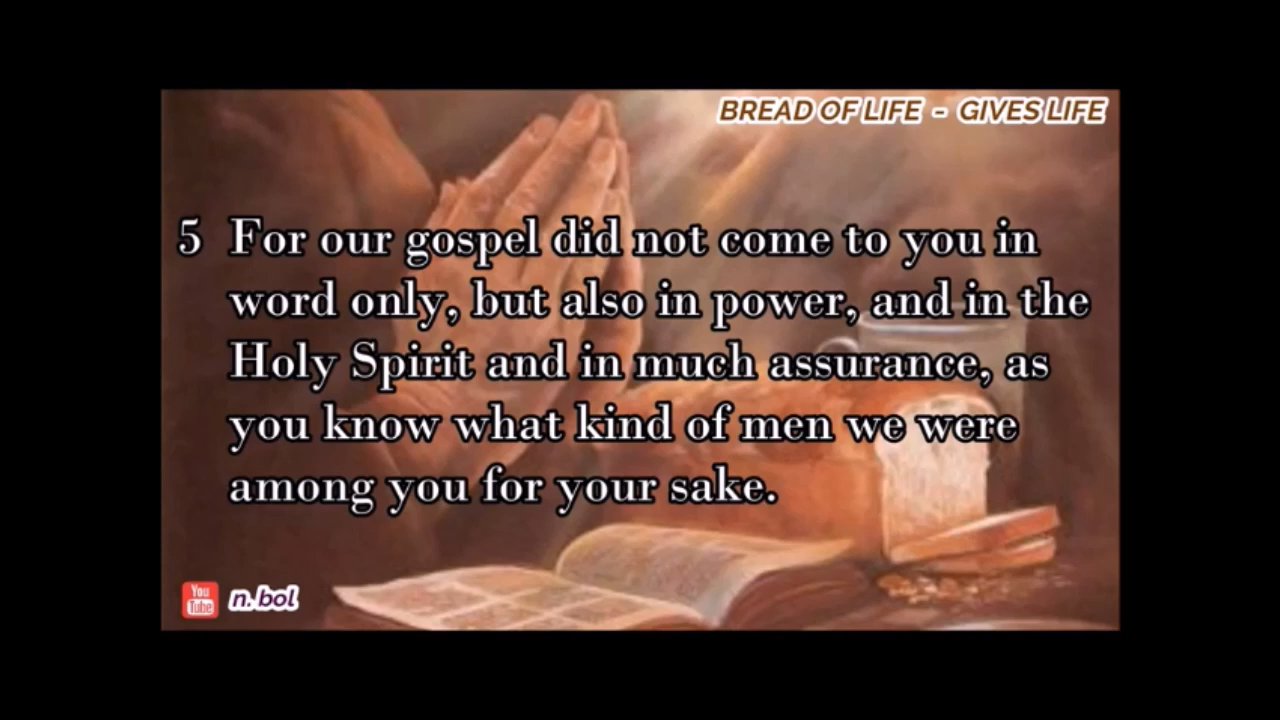 BREAD OF LIFE - GIVES LIFE
5 For our gospel did not come to you in
word only, but also in power, and in the
Holy Spirit and in much assurance, as
you know what kind of men we were
among you for your sake.
You
Tube n. bol